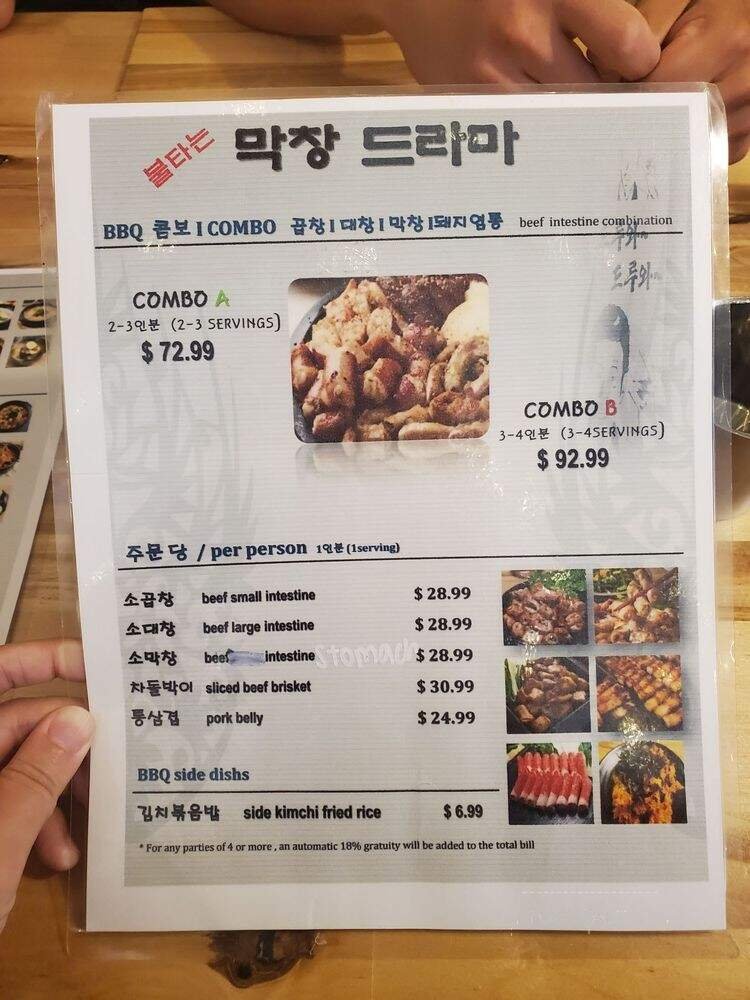 불타는 막창 드라마
BBQ 콤보 I COMBO 곱창 I 대창 I 막창 I 돼지염통 beef intestine combination
COMBO A
2-3인분 (2-3 SERVINGS)
$ 72.99
COMBO B
3-4인분 (3-4SERVINGS)
$ 92.99
주문 당 / per person 1인분 (1serving)
소곱창 beef small intestine $ 28.99
소대창 beef large intestine $ 28.99
소막창 beef intestine $ 28.99
차돌박이 sliced beef brisket $ 30.99
통삼겹 pork belly $ 24.99
BBQ side dishs
김치볶음밥 side kimchi fried rice $ 6.99
* For any parties of 4 or more , an automatic 18% gratuity will be added to the total bill